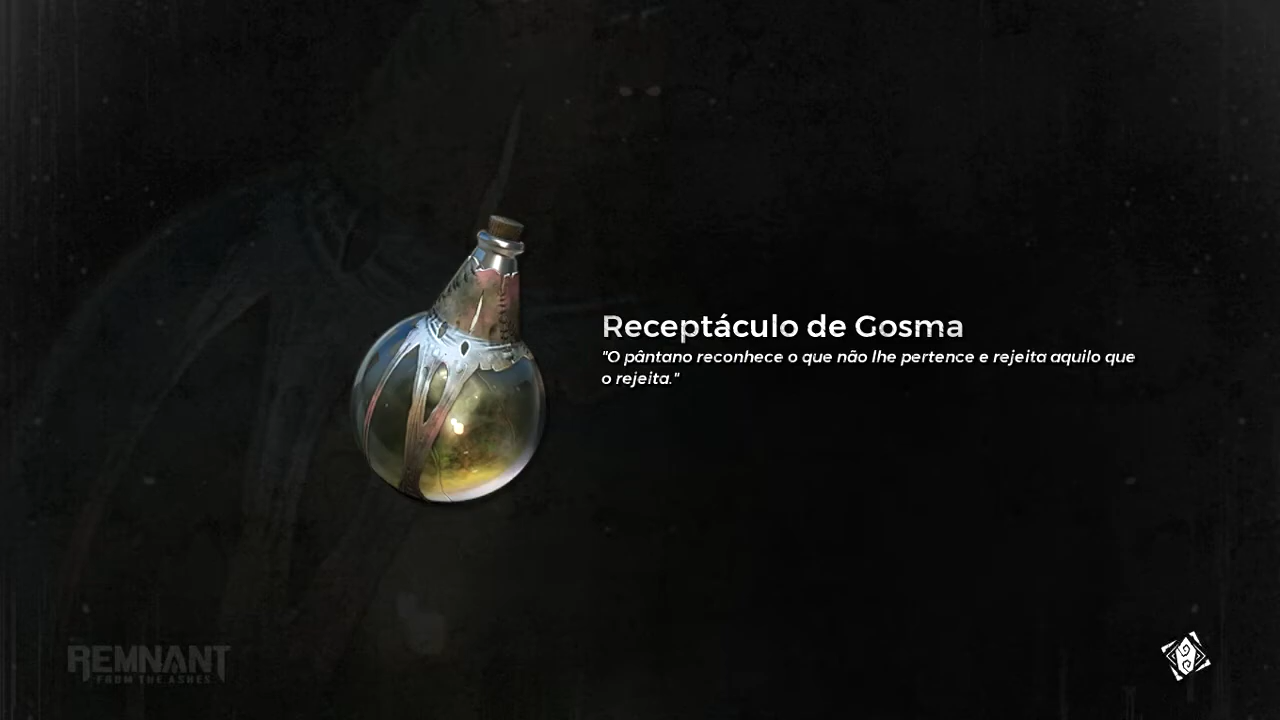 Receptáculo de Gosma
"O pântano reconhece o que não lhe pertence e rejeita aquilo que
o rejeita."
REMNANT
FROM THE ASHES